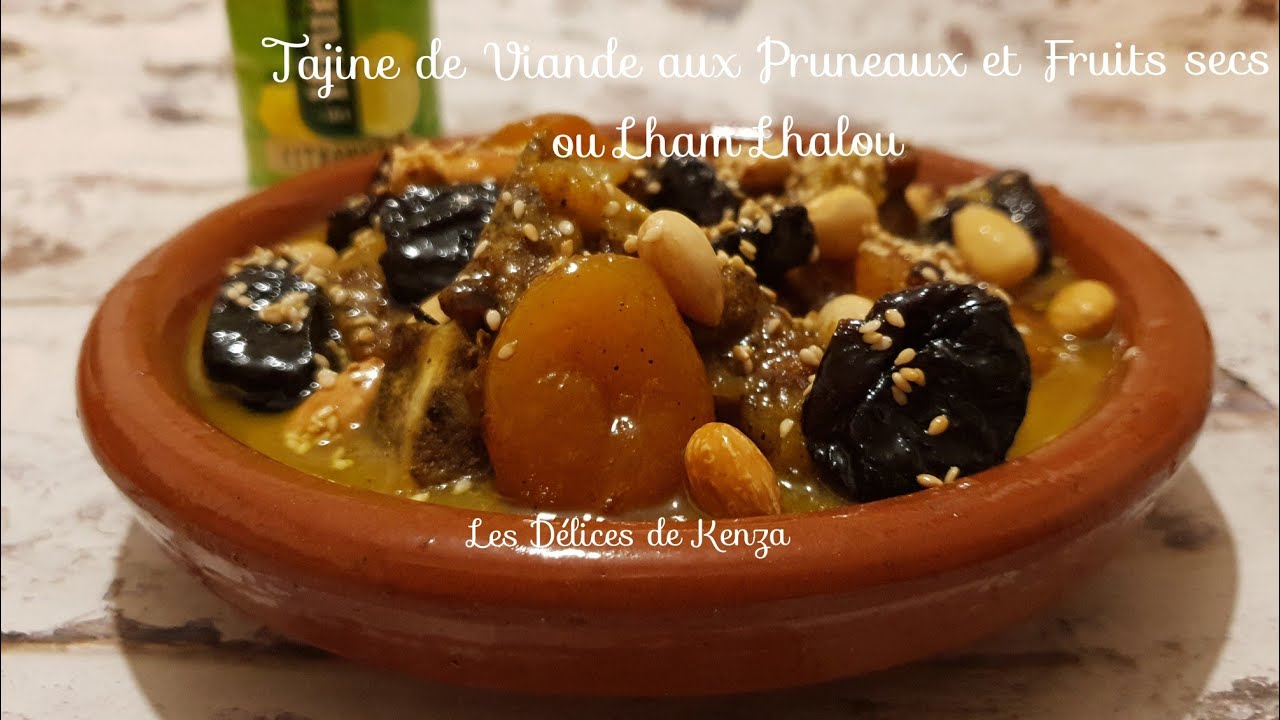 Tajine de Viande aux Pruneaux et Fruits secs
ou Lham Lhalou
Les Délices de Kenza